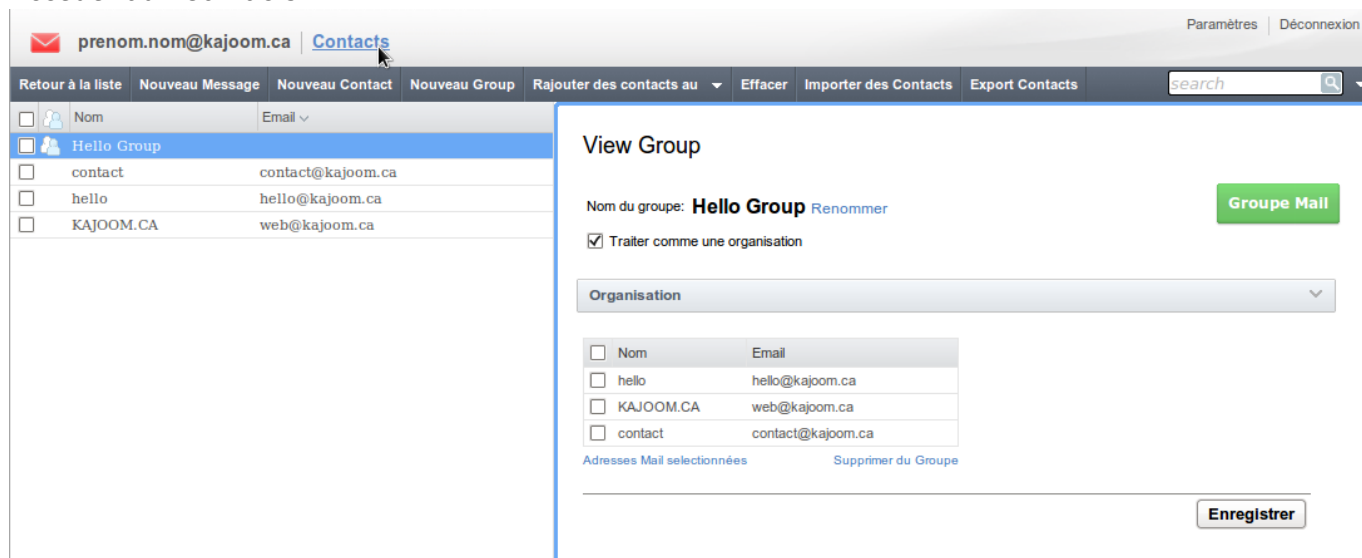 prenom.nom@kajoom.ca | Contacts
Paramètres | Déconnexion
Retour à la liste Nouveau Message Nouveau Contact Nouveau Group Rajouter des contacts au Effacer Importer des Contacts Export Contacts search
Nom Email
Hello Group
contact contact@kajoom.ca
hello hello@kajoom.ca
KAJOOM.CA web@kajoom.ca
View Group
Nom du groupe: Hello Group Renommer
Groupe Mail
Traiter comme une organisation
Organisation
Nom Email
hello hello@kajoom.ca
KAJOOM.CA web@kajoom.ca
contact contact@kajoom.ca
Adresses Mail selectionnées Supprimer du Groupe
Enregistrer